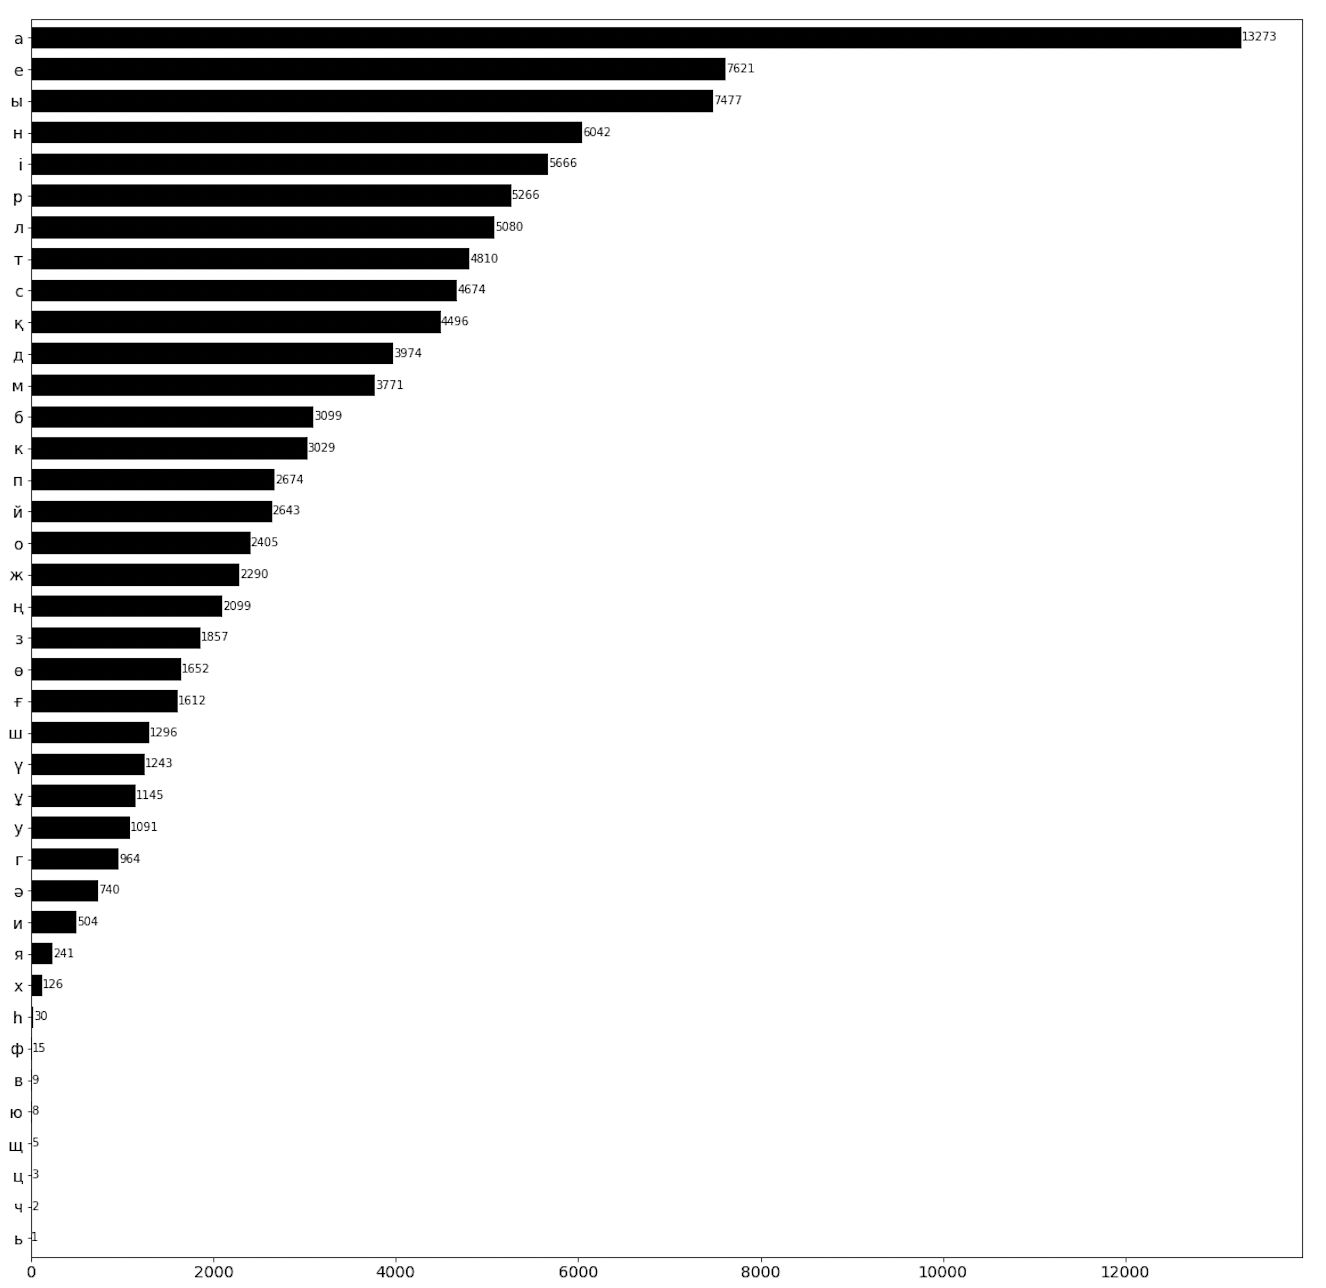 а 13273
е 7621
ы 7477
н 6042
і 5666
р 5266
л 5080
т 4810
с 4674
қ 4496
д 3974
м 3771
б 3099
к 3029
п 2674
й 2643
о 2405
ж 2290
ң 2099
з 1857
ө 1652
ғ 1612
ш 1296
ү 1243
ұ 1145
у 1091
г 964
ә 740
и 504
я 241
х 126
һ 30
ф 15
в 9
ю 8
щ 5
ц 3
ч 2
ь 1
0 2000 4000 6000 8000 10000 12000